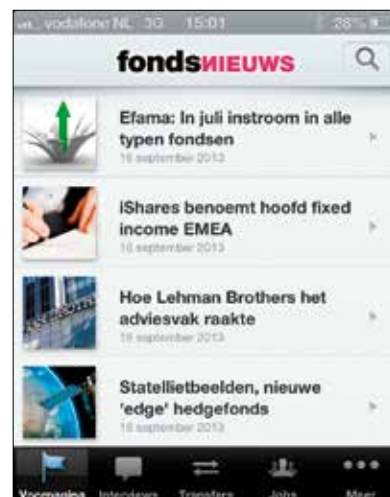 vodafone NL 3G 15:01 28%
fondsNIEUWS
Efama: In juli instroom in alle
typen fondsen
16 september 2013
iShares benoemt hoofd fixed
income EMEA
16 september 2013
Hoe Lehman Brothers het
adviesvak raakte
16 september 2013
Statellietbeelden, nieuwe
'edge' hedgefonds
16 september 2013
Voorpagina Interviews Transfers Jobs Meer